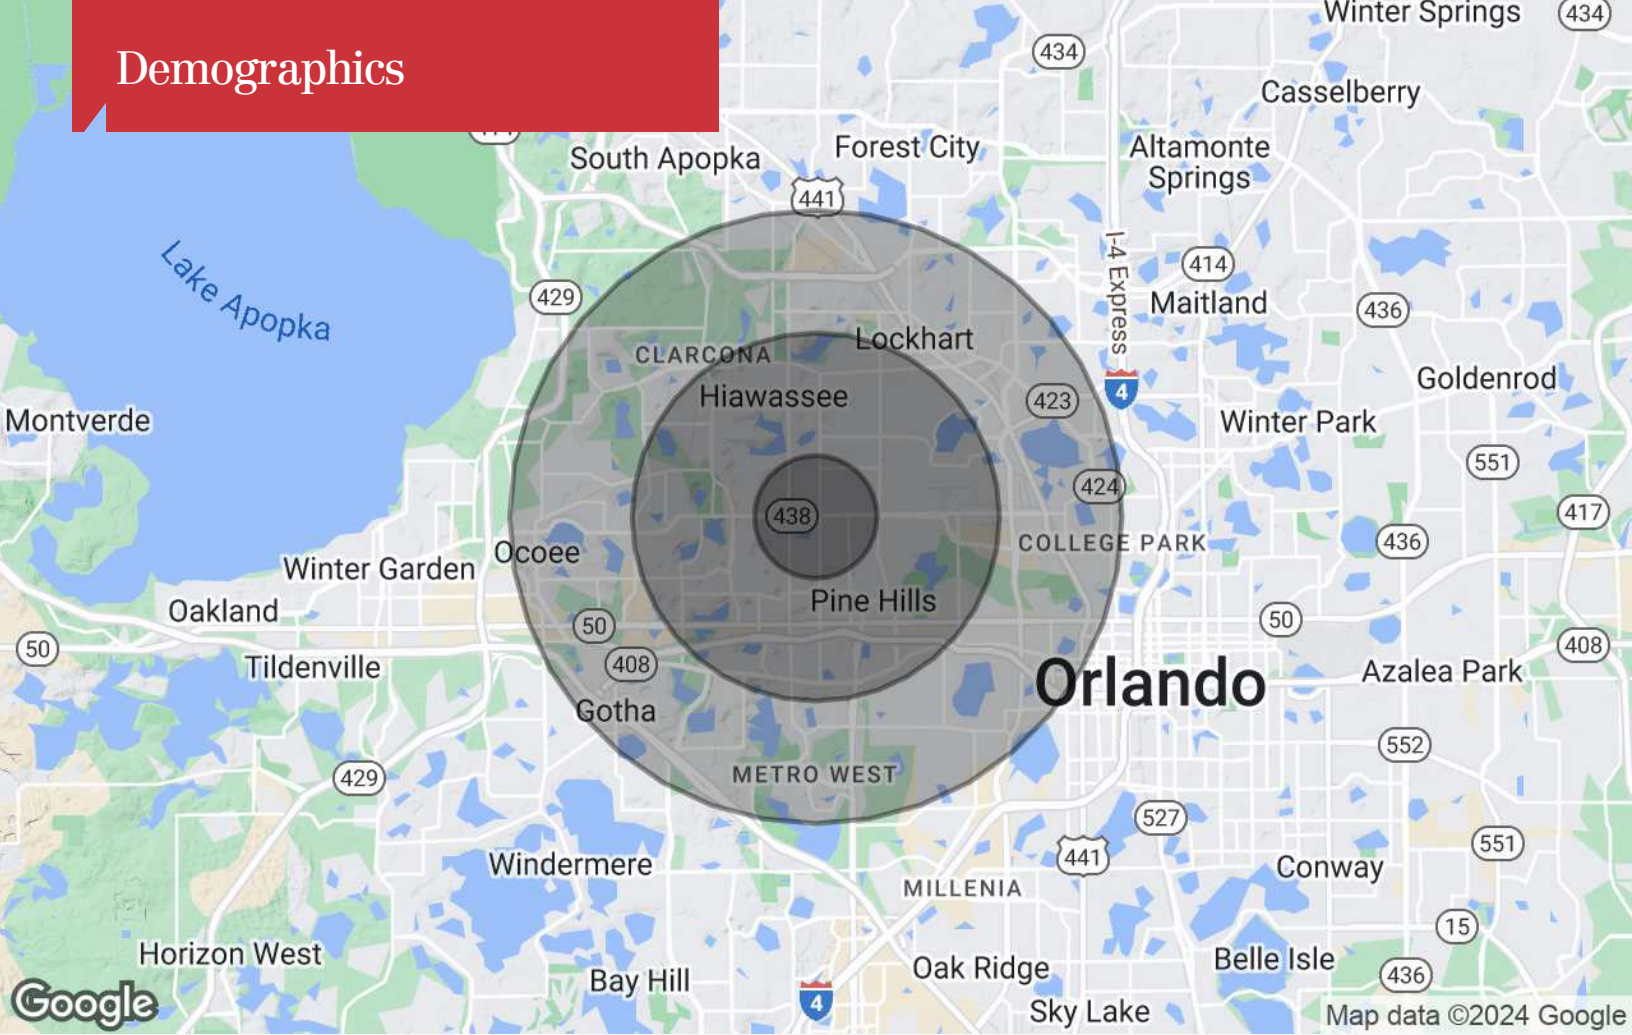 Demographics
Winter Springs
434
434
Casselberry
Forest City
Altamonte
Springs
South Apopka
441
I-4 Express
414
429
Maitland
436
Lake Apopka
Lockhart
CLARCONA
Hiawassee
4
Goldenrod
423
Montverde
Winter Park
551
424
438
417
436
COLLEGE PARK
Ocoee
Winter Garden
Pine Hills
Oakland
50
50
50
408
408
Tildenville
Orlando
Azalea Park
Gotha
552
METRO WEST
429
527
551
441
Windermere
Conway
MILLENIA
15
Horizon West
Bay Hill
Oak Ridge
Belle Isle
436
4
Sky Lake
Google
Map data ©2024 Google